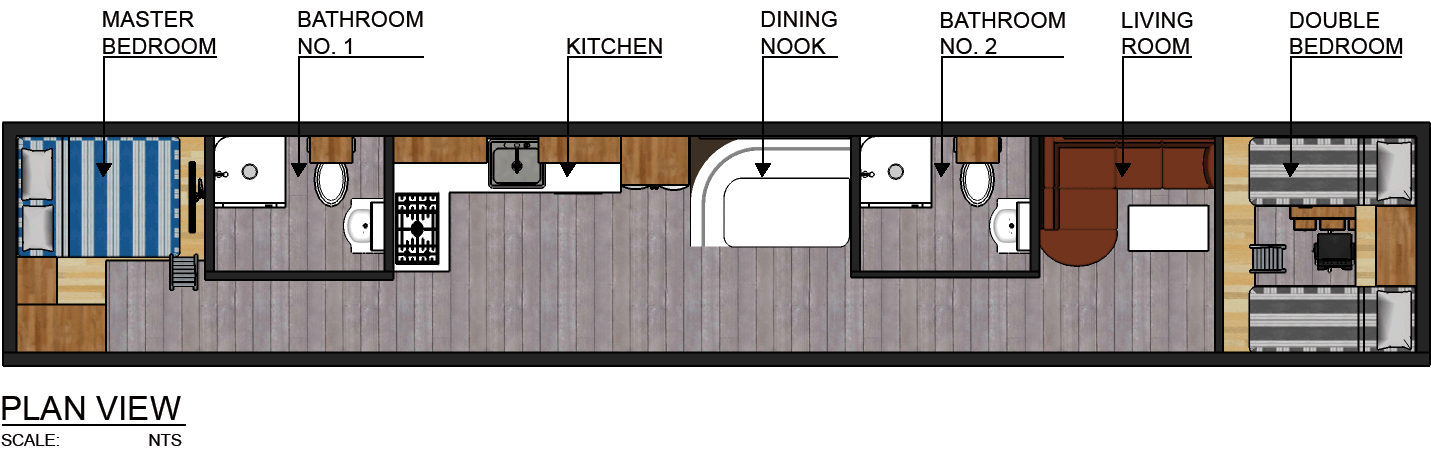 MASTER
BEDROOM
BATHROOM
NO. 1
KITCHEN
DINING
NOOK
BATHROOM
NO. 2
LIVING
ROOM
DOUBLE
BEDROOM
PLAN VIEW
SCALE: NTS